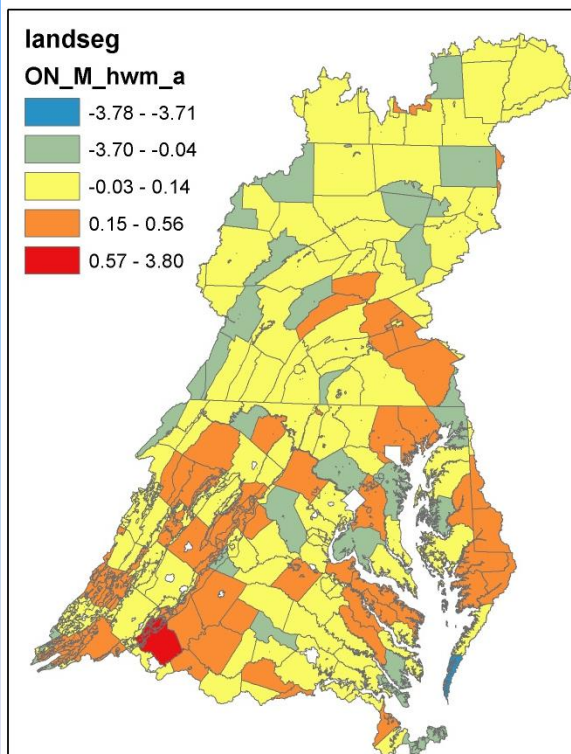 landseg
ON_M_hwm_a
-3.78 - -3.71
-3.70 - -0.04
-0.03 - 0.14
0.15 - 0.56
0.57 - 3.80